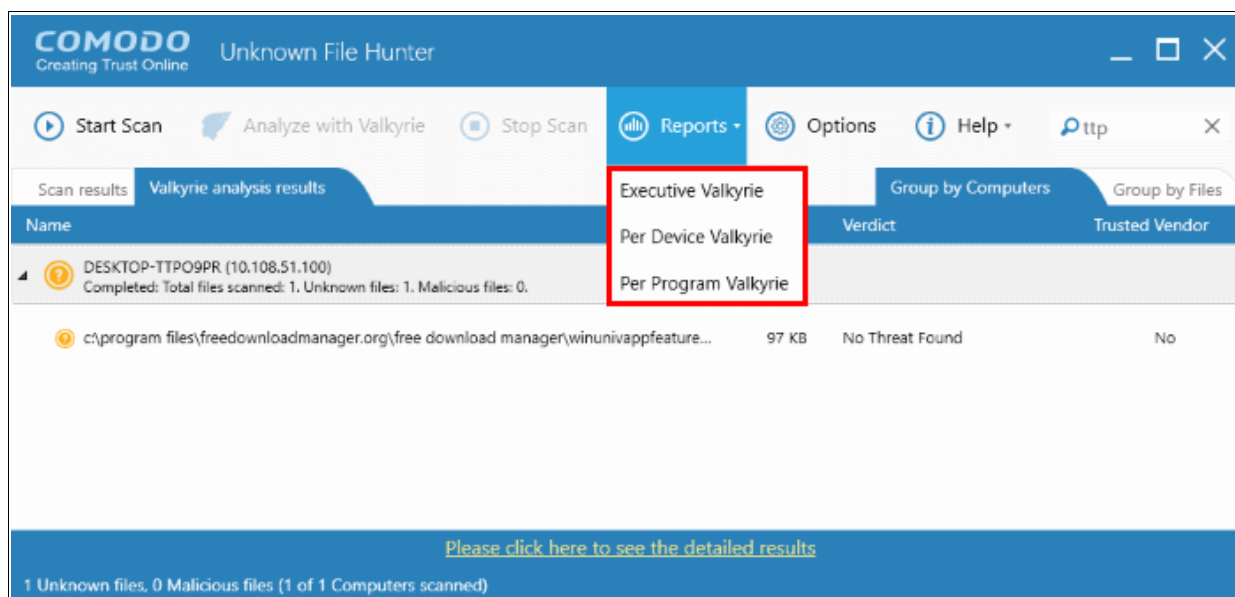 COMODO
Creating Trust Online
Unknown File Hunter
Start Scan
Analyze with Valkyrie
Stop Scan
Reports
Options
Help
ttp
Scan results
Valkyrie analysis results
Executive Valkyrie
Per Device Valkyrie
Per Program Valkyrie
Group by Computers
Group by Files
Name
Verdict
Trusted Vendor
DESKTOP-TTPO9PR (10.108.51.100)
Completed: Total files scanned: 1. Unknown files: 1. Malicious files: 0.
c:\program files\freedownloadmanager.org\free download manager\winunivappfeature...
97 KB
No Threat Found
No
Please click here to see the detailed results
1 Unknown files, 0 Malicious files (1 of 1 Computers scanned)